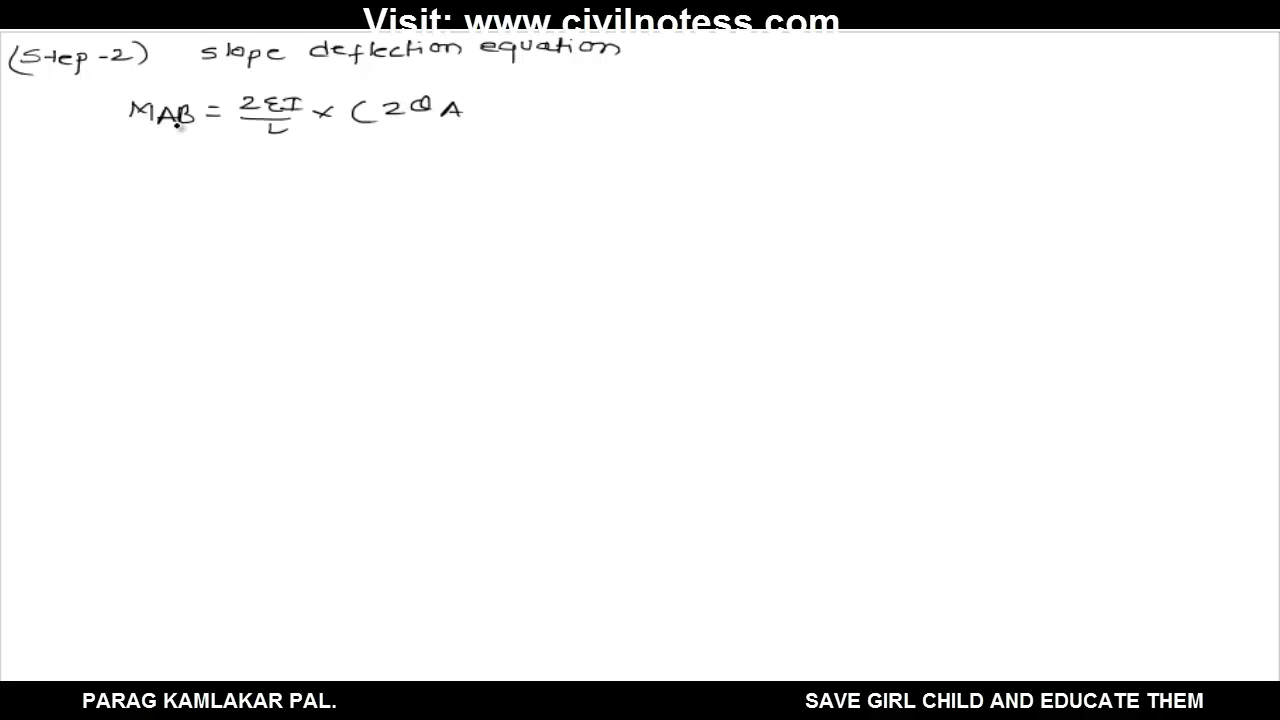 Visit: www.civilnotess.com
(Step-2) slope deflection equation
MAB = 2EI/L × (2θA
PARAG KAMLAKAR PAL.
SAVE GIRL CHILD AND EDUCATE THEM